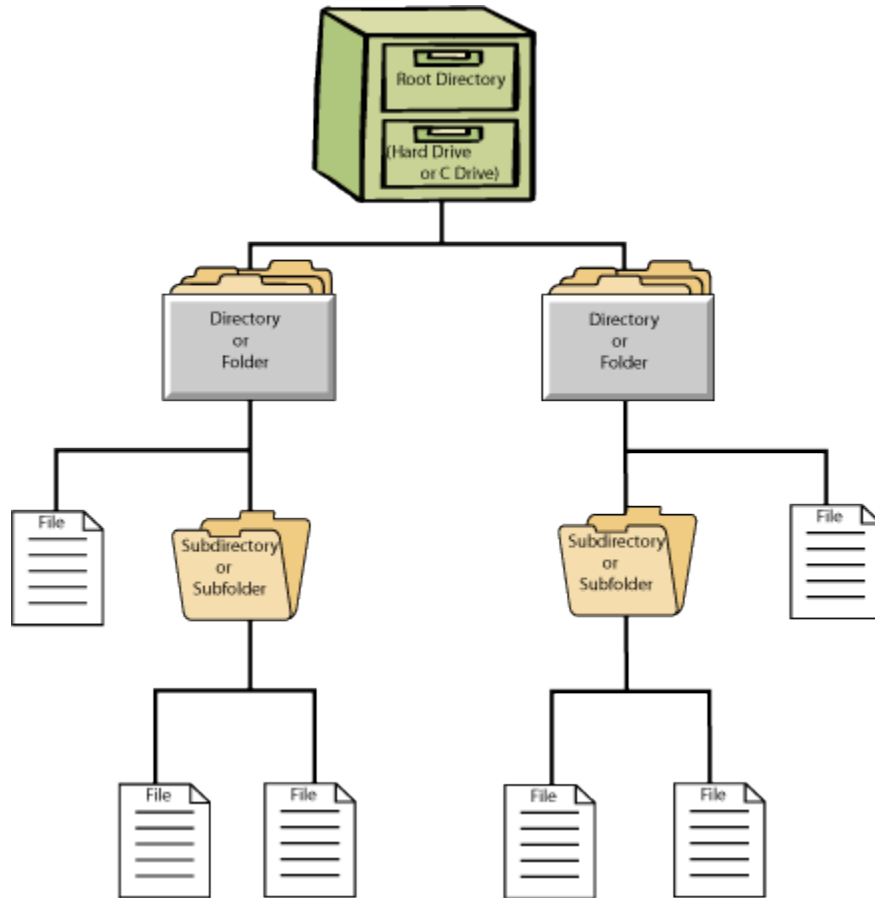 Root Directory
(Hard Drive
or C Drive)
Directory
or
Folder
Directory
or
Folder
File
Subdirectory
or
Subfolder
Subdirectory
or
Subfolder
File
File
File
File
File